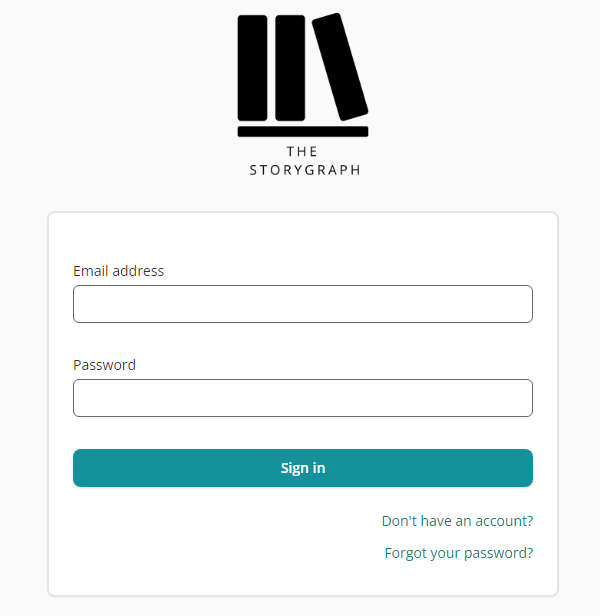 THE
STORYGRAPH
Email address
Password
Sign in
Don't have an account?
Forgot your password?